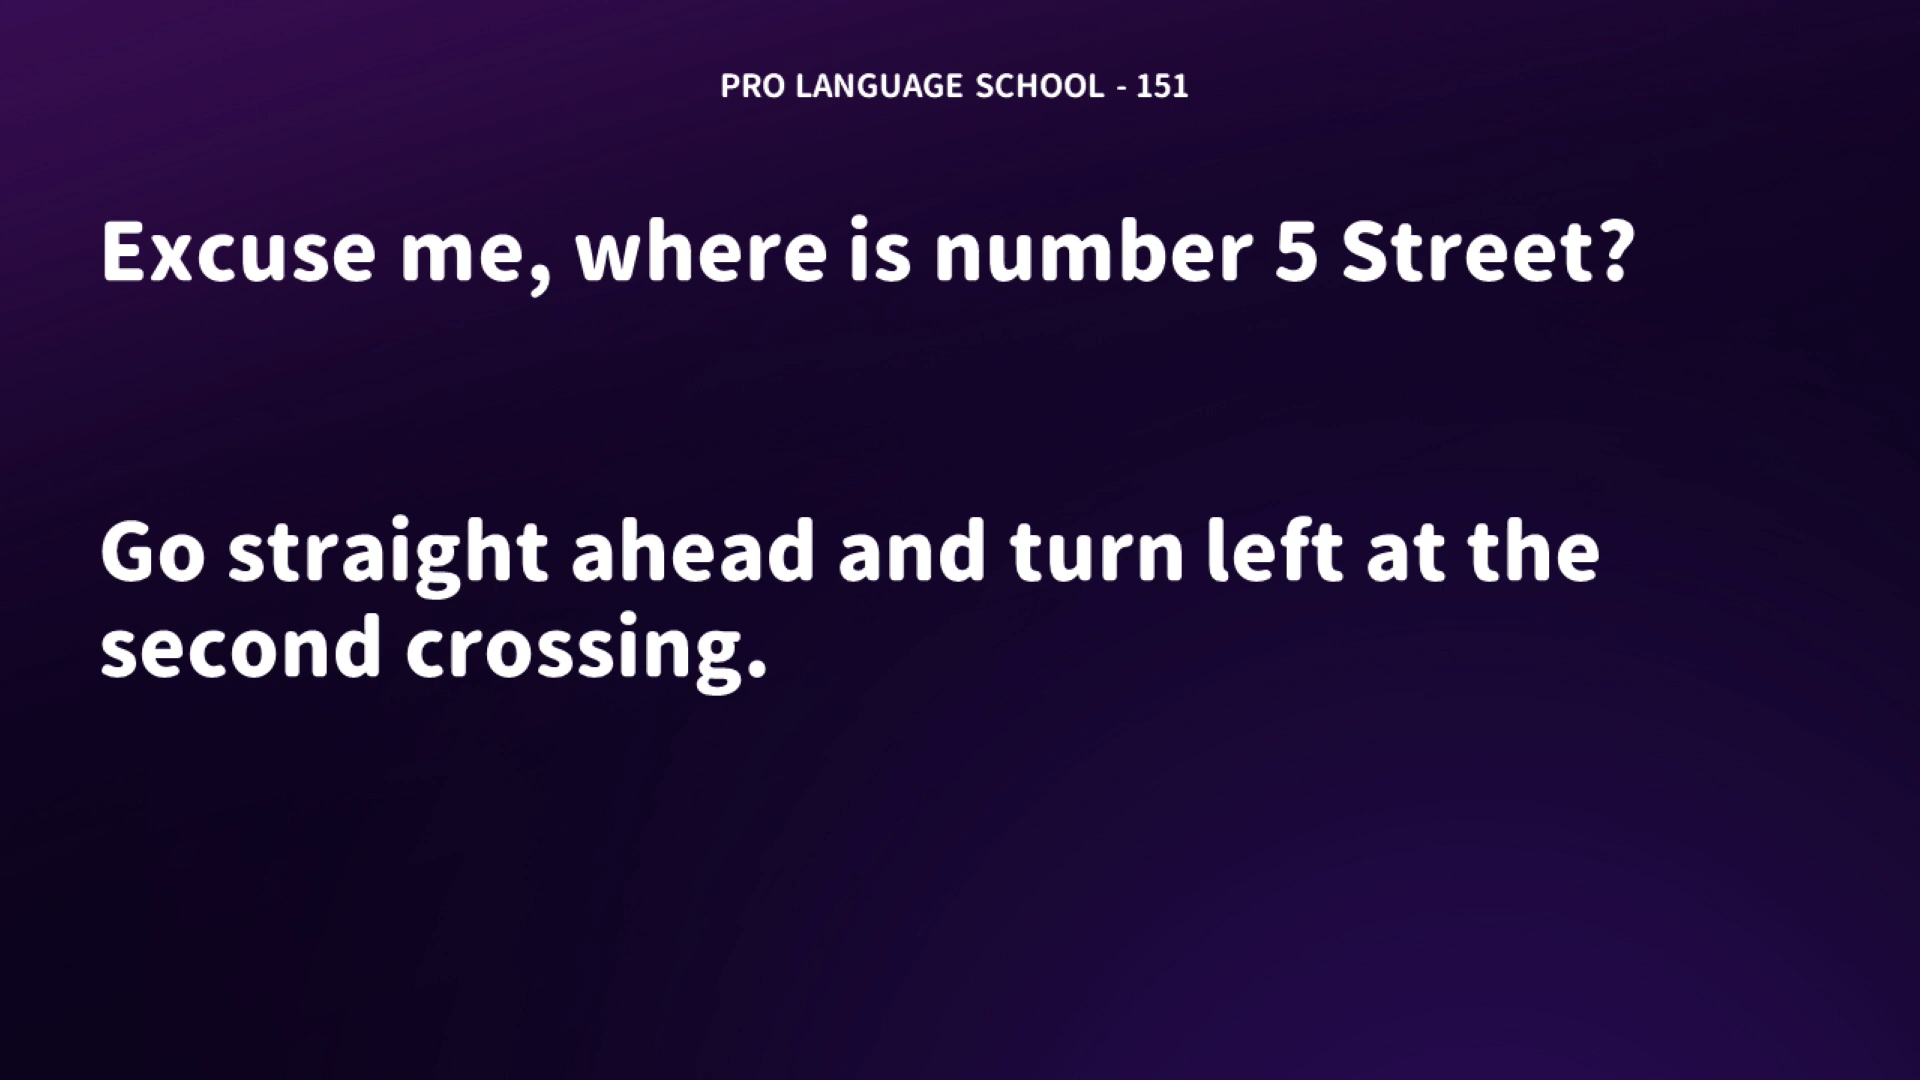 PRO LANGUAGE SCHOOL - 151
Excuse me, where is number 5 Street?
Go straight ahead and turn left at the
second crossing.